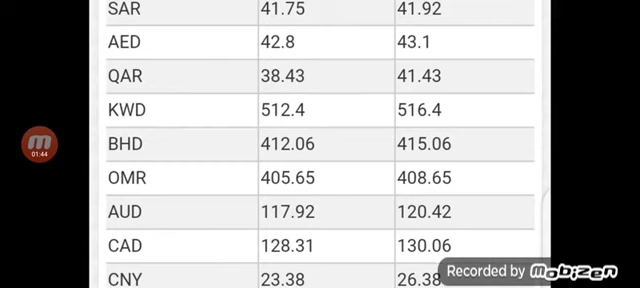 SAR 41.75 41.92
AED 42.8 43.1
QAR 38.43 41.43
KWD 512.4 516.4
BHD 412.06 415.06
OMR 405.65 408.65
AUD 117.92 120.42
CAD 128.31 130.06
CNY 23.38 26.38
01:44
Recorded by mobizen